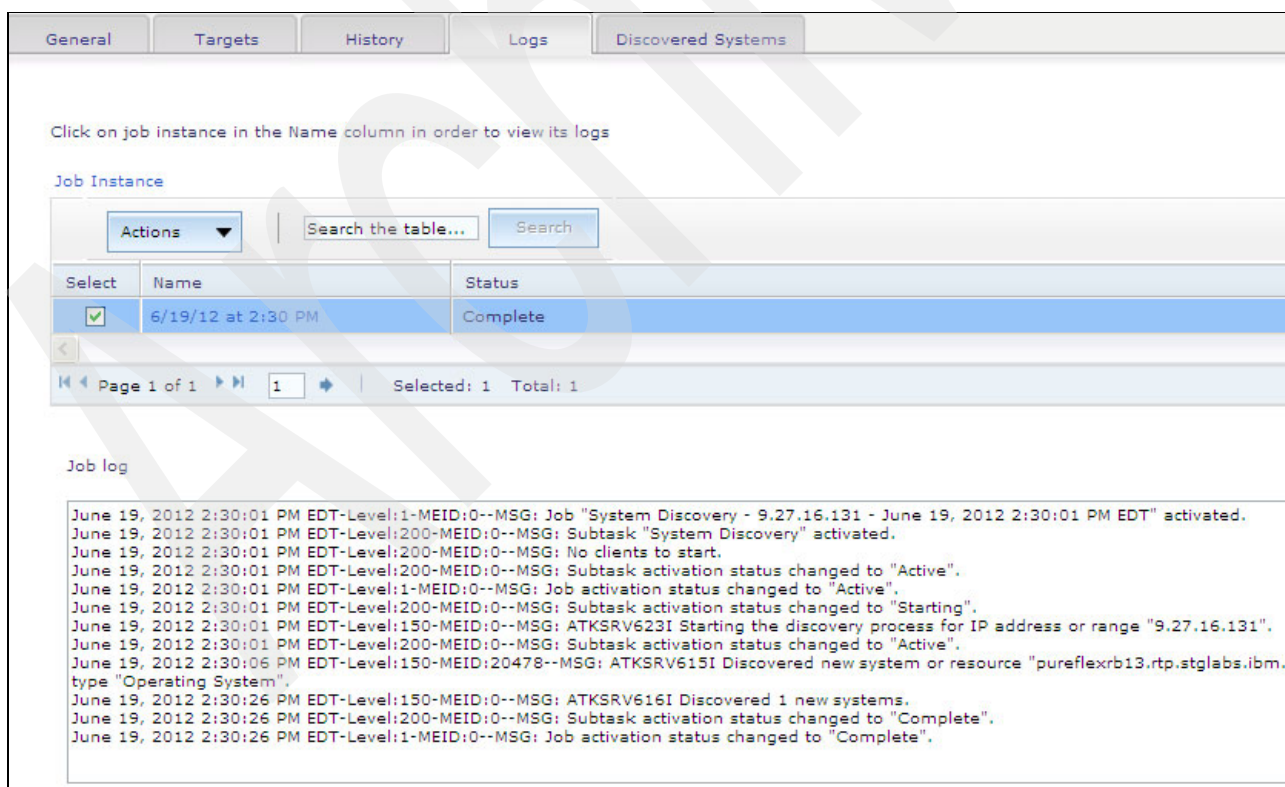 General Targets History Logs Discovered Systems
Click on job instance in the Name column in order to view its logs
Job Instance
Actions Search the table... Search
Select Name Status
6/19/12 at 2:30 PM Complete
Page 1 of 1 1 Selected: 1 Total: 1
Job log
June 19, 2012 2:30:01 PM EDT-Level:1-MEID:0--MSG: Job "System Discovery - 9.27.16.131 - June 19, 2012 2:30:01 PM EDT" activated.
June 19, 2012 2:30:01 PM EDT-Level:200-MEID:0--MSG: Subtask "System Discovery" activated.
June 19, 2012 2:30:01 PM EDT-Level:200-MEID:0--MSG: No clients to start.
June 19, 2012 2:30:01 PM EDT-Level:200-MEID:0--MSG: Subtask activation status changed to "Active".
June 19, 2012 2:30:01 PM EDT-Level:1-MEID:0--MSG: Job activation status changed to "Active".
June 19, 2012 2:30:01 PM EDT-Level:200-MEID:0--MSG: Subtask activation status changed to "Starting".
June 19, 2012 2:30:01 PM EDT-Level:150-MEID:0--MSG: ATKSRV623I Starting the discovery process for IP address or range "9.27.16.131".
June 19, 2012 2:30:01 PM EDT-Level:200-MEID:0--MSG: Subtask activation status changed to "Active".
June 19, 2012 2:30:06 PM EDT-Level:150-MEID:20478--MSG: ATKSRV615I Discovered new system or resource "pureflexrb13.rtp.stglabs.ibm.
type "Operating System".
June 19, 2012 2:30:26 PM EDT-Level:150-MEID:0--MSG: ATKSRV616I Discovered 1 new systems.
June 19, 2012 2:30:26 PM EDT-Level:200-MEID:0--MSG: Subtask activation status changed to "Complete".
June 19, 2012 2:30:26 PM EDT-Level:1-MEID:0--MSG: Job activation status changed to "Complete".